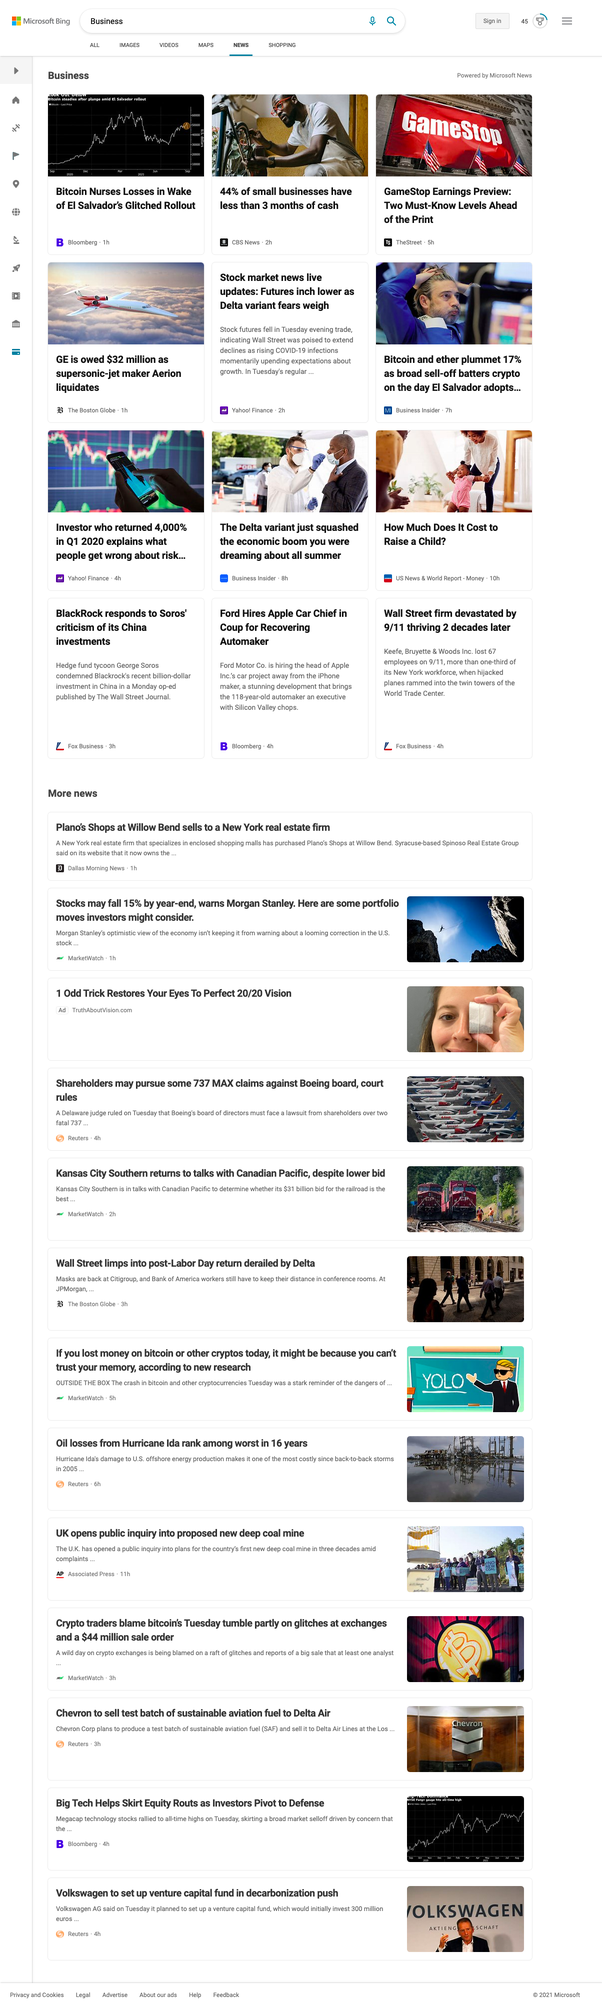 Microsoft Bing
Business
Sign in
45
ALL
IMAGES
VIDEOS
MAPS
NEWS
SHOPPING
Business
Powered by Microsoft News
Bitcoin Nurses Losses in Wake
of El Salvador's Glitched Rollout
Bloomberg · 1h
44% of small businesses have
less than 3 months of cash
CBS News · 2h
GameStop
GameStop Earnings Preview:
Two Must-Know Levels Ahead
of the Print
TheStreet · 5h
GE is owed $32 million as
supersonic-jet maker Aerion
liquidates
The Boston Globe · 1h
Stock market news live
updates: Futures inch lower as
Delta variant fears weigh
Stock futures fell in Tuesday evening trade,
indicating Wall Street was poised to extend
declines as rising COVID-19 infections
momentarily upending expectations about
growth. In Tuesday's regular ...
Yahoo! Finance · 2h
Bitcoin and ether plummet 17%
as broad sell-off batters crypto
on the day El Salvador adopts...
Business Insider · 7h
Investor who returned 4,000%
in Q1 2020 explains what
people get wrong about risk...
Yahoo! Finance · 4h
The Delta variant just squashed
the economic boom you were
dreaming about all summer
Business Insider · 8h
How Much Does It Cost to
Raise a Child?
US News & World Report - Money · 10h
BlackRock responds to Soros'
criticism of its China
investments
Hedge fund tycoon George Soros
condemned Blackrock's recent billion-dollar
investment in China in a Monday op-ed
published by The Wall Street Journal.
Fox Business · 3h
Ford Hires Apple Car Chief in
Coup for Recovering
Automaker
Ford Motor Co. is hiring the head of Apple
Inc.'s car project away from the iPhone
maker, a stunning development that brings
the 118-year-old automaker an executive
with Silicon Valley chops.
Bloomberg · 4h
Wall Street firm devastated by
9/11 thriving 2 decades later
Keefe, Bruyette & Woods Inc. lost 67
employees on 9/11, more than one-third of
its New York workforce, when hijacked
planes rammed into the twin towers of the
World Trade Center.
Fox Business · 4h
More news
Plano's Shops at Willow Bend sells to a New York real estate firm
A New York real estate firm that specializes in enclosed shopping malls has purchased Plano's Shops at Willow Bend. Syracuse-based Spinoso Real Estate Group
said on its website that it now owns the ...
Dallas Morning News · 1h
Stocks may fall 15% by year-end, warns Morgan Stanley. Here are some portfolio
moves investors might consider.
Morgan Stanley's optimistic view of the economy isn't keeping it from warning about a looming correction in the U.S.
stock ...
MarketWatch · 1h
1 Odd Trick Restores Your Eyes To Perfect 20/20 Vision
Ad TruthAboutVision.com
Shareholders may pursue some 737 MAX claims against Boeing board, court
rules
A Delaware judge ruled on Tuesday that Boeing's board of directors must face a lawsuit from shareholders over two
fatal 737 ...
Reuters · 4h
Kansas City Southern returns to talks with Canadian Pacific, despite lower bid
Kansas City Southern is in talks with Canadian Pacific to determine whether its $31 billion bid for the railroad is the
best ...
MarketWatch · 2h
Wall Street limps into post-Labor Day return derailed by Delta
Masks are back at Citigroup, and Bank of America workers still have to keep their distance in conference rooms. At
JPMorgan, ...
The Boston Globe · 3h
If you lost money on bitcoin or other cryptos today, it might be because you can't
trust your memory, according to new research
OUTSIDE THE BOX The crash in bitcoin and other cryptocurrencies Tuesday was a stark reminder of the dangers of ...
MarketWatch · 5h
YOLO
Oil losses from Hurricane Ida rank among worst in 16 years
Hurricane Ida's damage to U.S. offshore energy production makes it one of the most costly since back-to-back storms
in 2005 ...
Reuters · 6h
UK opens public inquiry into proposed new deep coal mine
The U.K. has opened a public inquiry into plans for the country's first new deep coal mine in three decades amid
complaints ...
AP Associated Press · 11h
Crypto traders blame bitcoin's Tuesday tumble partly on glitches at exchanges
and a $44 million sale order
A wild day on crypto exchanges is being blamed on a raft of glitches and reports of a big sale that at least one analyst
...
MarketWatch · 3h
Chevron to sell test batch of sustainable aviation fuel to Delta Air
Chevron Corp plans to produce a test batch of sustainable aviation fuel (SAF) and sell it to Delta Air Lines at the Los ...
Reuters · 3h
Chevron
Big Tech Helps Skirt Equity Routs as Investors Pivot to Defense
Megacap technology stocks rallied to all-time highs on Tuesday, skirting a broad market selloff driven by concern that
the ...
Bloomberg · 4h
Volkswagen to set up venture capital fund in decarbonization push
Volkswagen AG said on Tuesday it planned to set up a venture capital fund, which would initially invest 300 million
euros ...
Reuters · 4h
VOLKSWAGEN
Privacy and Cookies
Legal
Advertise
About our ads
Help
Feedback
© 2021 Microsoft